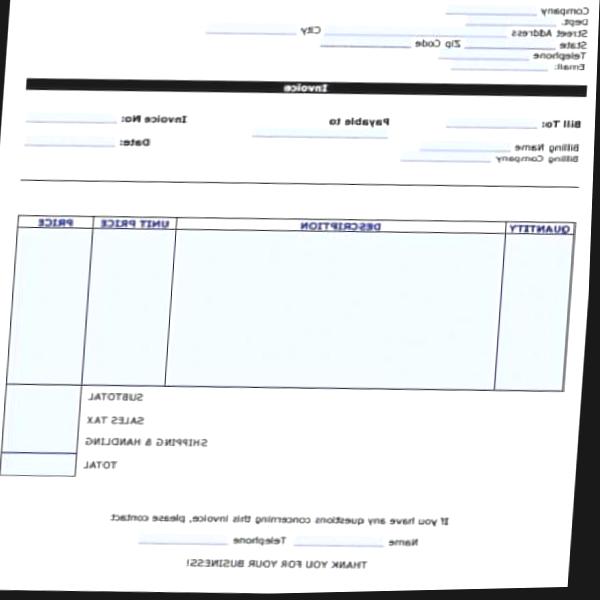 Company
Dept.
Street Address City
State Zip Code
Telephone
Email:
Invoice
Bill To: Payable to Invoice No:
Billing Name Date:
Billing Company
QUANTITY DESCRIPTION UNIT PRICE PRICE
SUBTOTAL
SALES TAX
SHIPPING & HANDLING
TOTAL
If you have any questions concerning this invoice, please contact
Name Telephone
THANK YOU FOR YOUR BUSINESS!